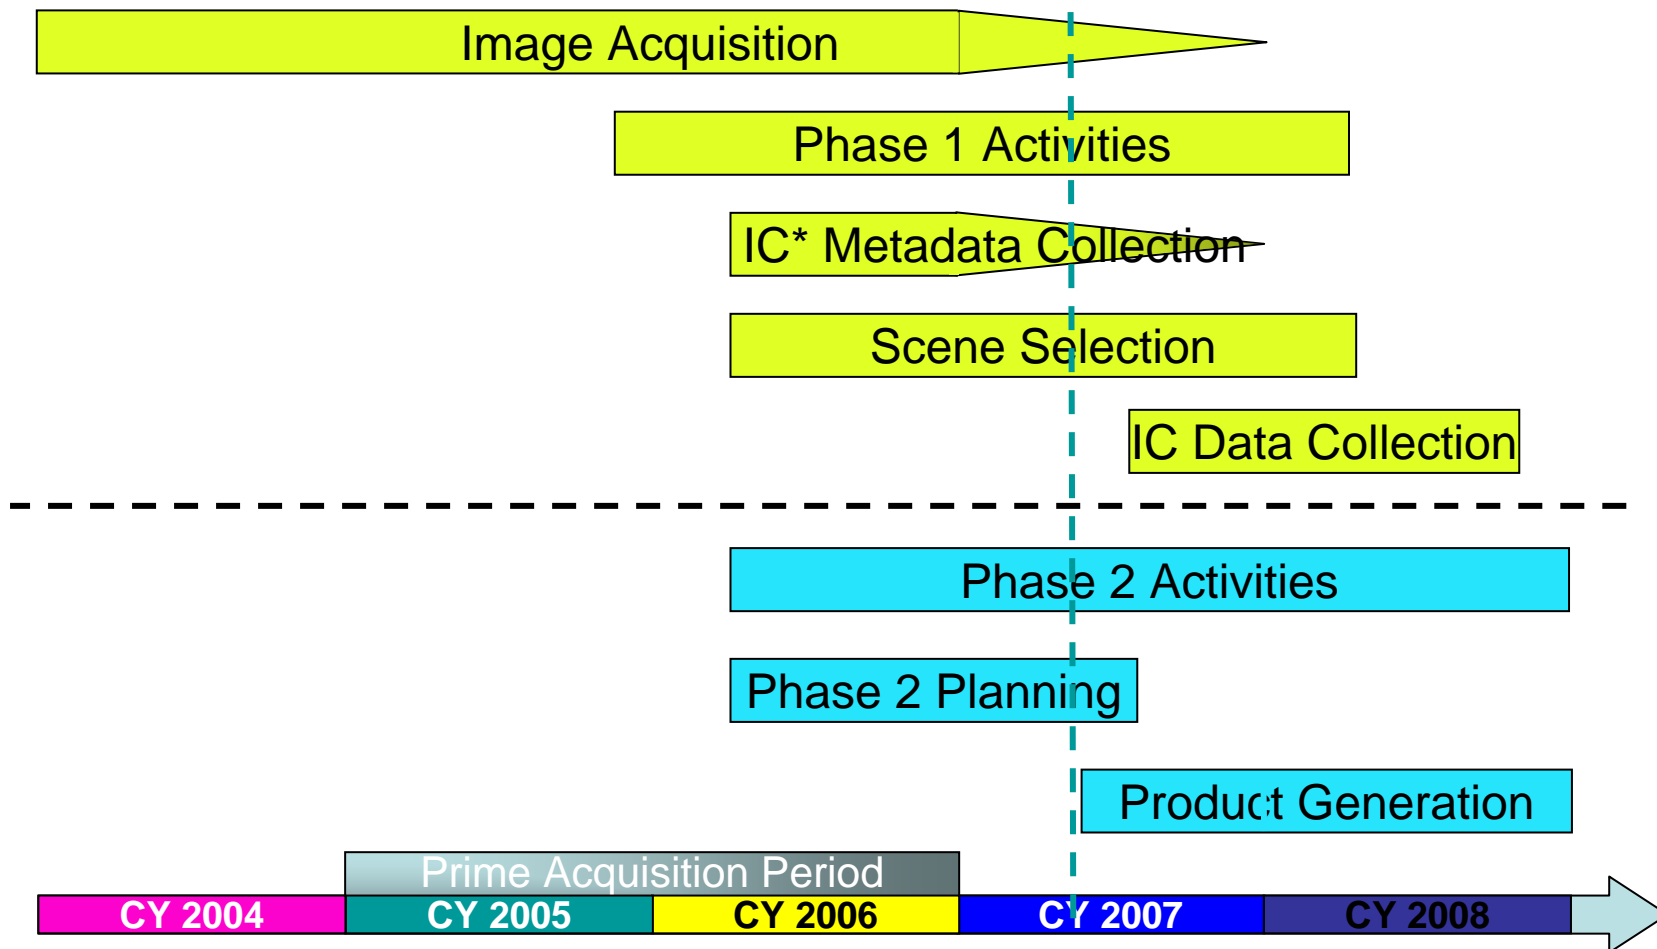 Image Acquisition
Phase 1 Activities
IC* Metadata Collection
Scene Selection
IC Data Collection
Phase 2 Activities
Phase 2 Planning
Product Generation
Prime Acquisition Period
CY 2004 CY 2005 CY 2006 CY 2007 CY 2008